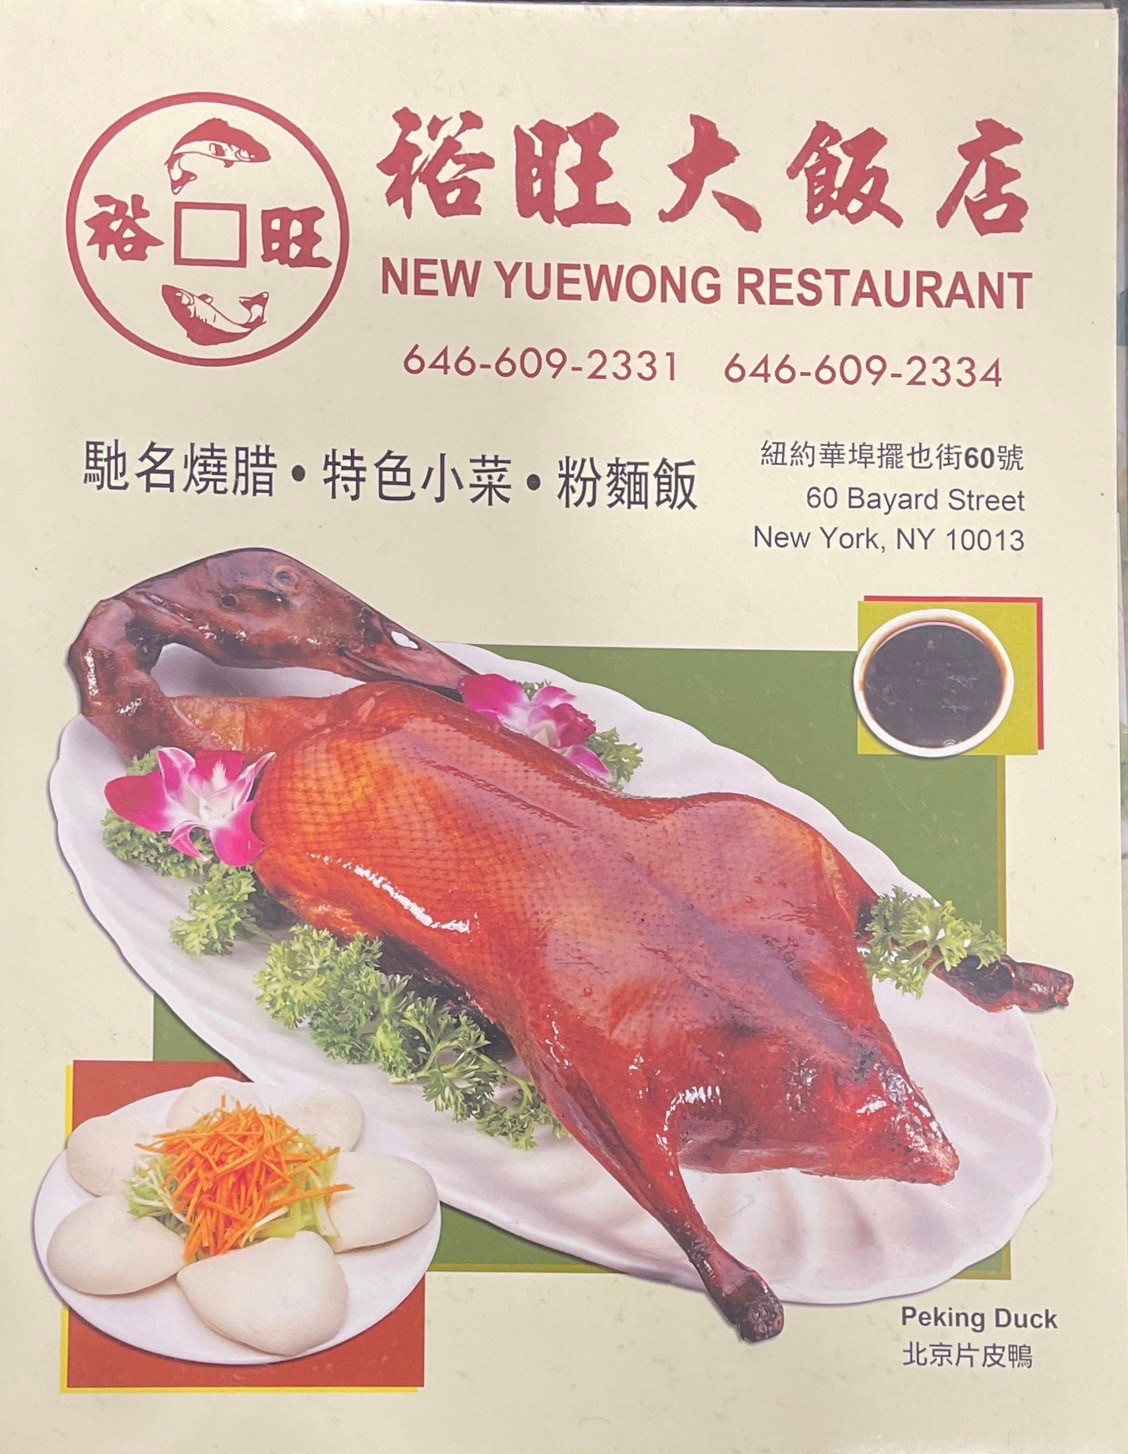 裕旺
裕旺大飯店
NEW YUEWONG RESTAURANT
646-609-2331 646-609-2334
馳名燒腊•特色小菜•粉麵飯
紐約華埠擺也街60號
60 Bayard Street
New York, NY 10013
Peking Duck
北京片皮鴨